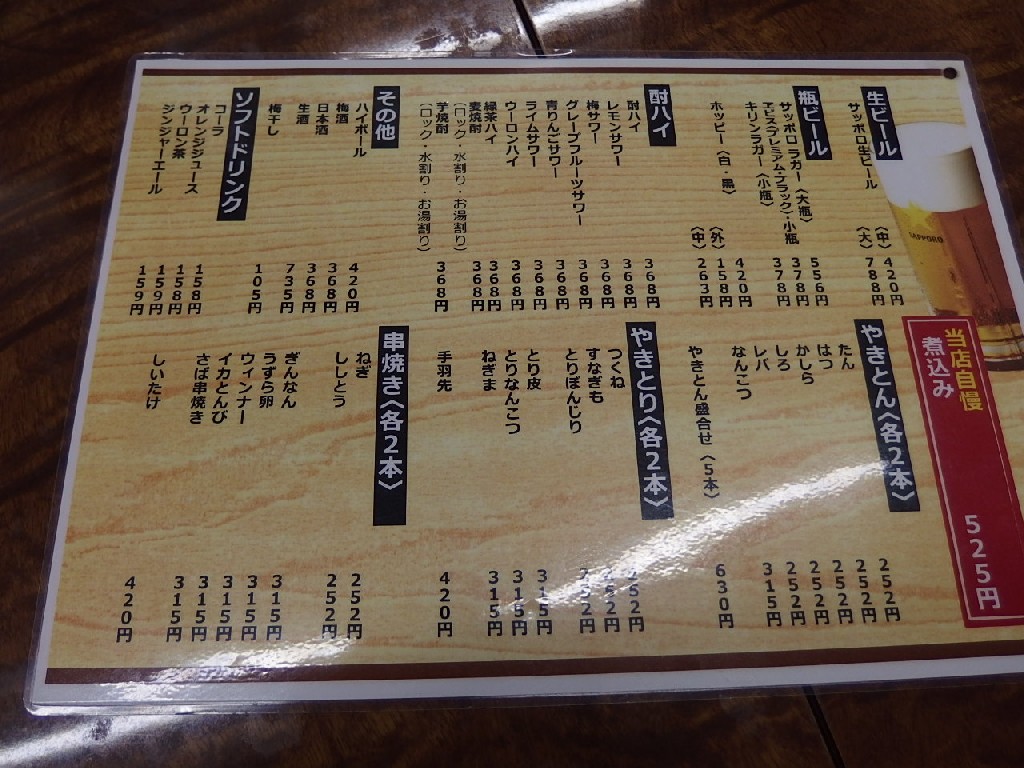 生ビール
サッポロ生ビール (中) 420円
(大) 788円
瓶ビール
サッポロラガー (大瓶) 556円
ヱビス(プレミアム・ブラック)・小瓶 378円
キリンラガー (小瓶) 378円
ホッピー (白・黒) 420円
(外) 158円
(中) 263円
酎ハイ
酎ハイ 368円
レモンサワー 368円
梅サワー 368円
グレープフルーツサワー 368円
青りんごサワー 368円
ライムサワー 368円
ウーロンハイ 368円
緑茶ハイ 368円
麦焼酎 368円
(ロック・水割り・お湯割り)
芋焼酎 368円
(ロック・水割り・お湯割り)
その他
ハイボール 420円
梅酒 368円
日本酒 368円
生酒 735円
梅干し 105円
ソフトドリンク
コーラ 158円
オレンジジュース 158円
ウーロン茶 159円
ジンジャーエール 159円
SAPPORO
当店自慢
煮込み 525円
やきとん(各2本)
たん 252円
はつ 252円
かしら 252円
しろ 252円
レバ 252円
なんこつ 315円
やきとん盛合せ (5本) 630円
やきとり(各2本)
つくね 252円
すなぎも 252円
とりぼんじり 252円
とり皮 315円
とりなんこつ 315円
ねぎま 315円
手羽先 420円
串焼き(各2本)
ねぎ 252円
ししとう 252円
ぎんなん 315円
うずら卵 315円
ウィンナー 315円
イカとんび 315円
さば串焼き 315円
しいたけ 420円